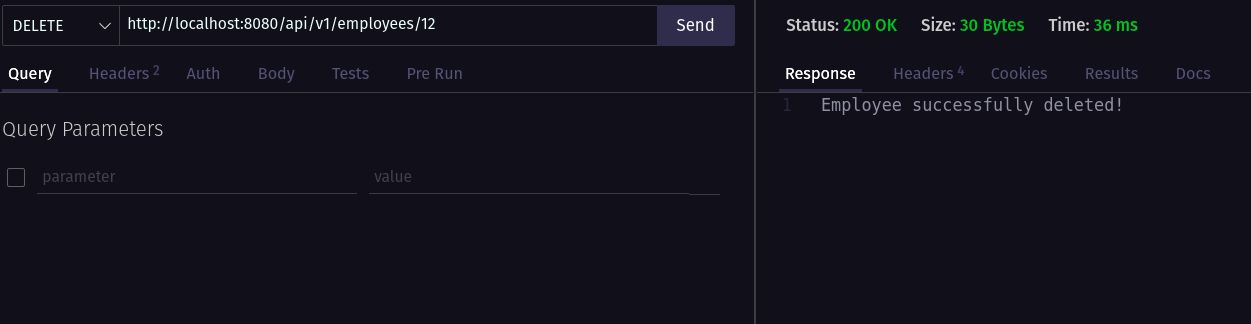 DELETE http://localhost:8080/api/v1/employees/12 Send
Query Headers 2 Auth Body Tests Pre Run
Query Parameters
parameter value
Status: 200 OK Size: 30 Bytes Time: 36 ms
Response Headers 4 Cookies Results Docs
1 Employee successfully deleted!